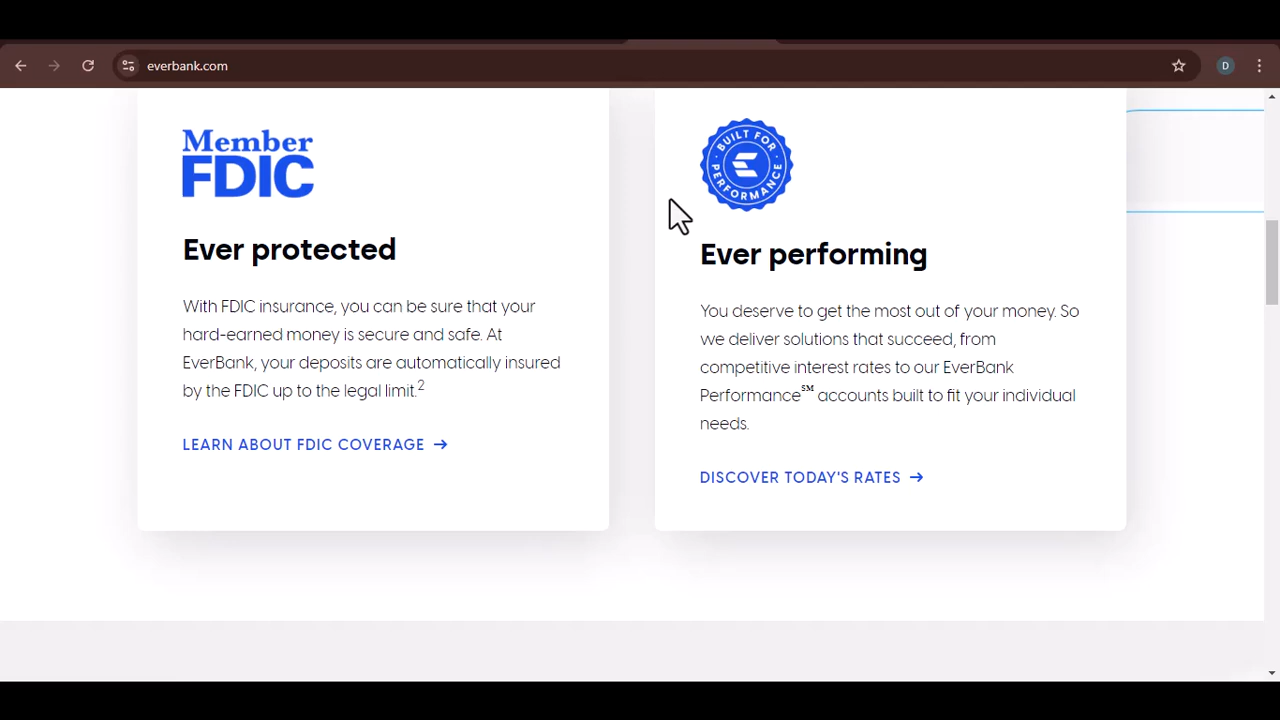 everbank.com
D
Member
FDIC
Ever protected
With FDIC insurance, you can be sure that your
hard-earned money is secure and safe. At
EverBank, your deposits are automatically insured
by the FDIC up to the legal limit.2
LEARN ABOUT FDIC COVERAGE →
BUILT FOR
PERFORMANCE
Ever performing
You deserve to get the most out of your money. So
we deliver solutions that succeed, from
competitive interest rates to our EverBank
Performance℠ accounts built to fit your individual
needs.
DISCOVER TODAY'S RATES →